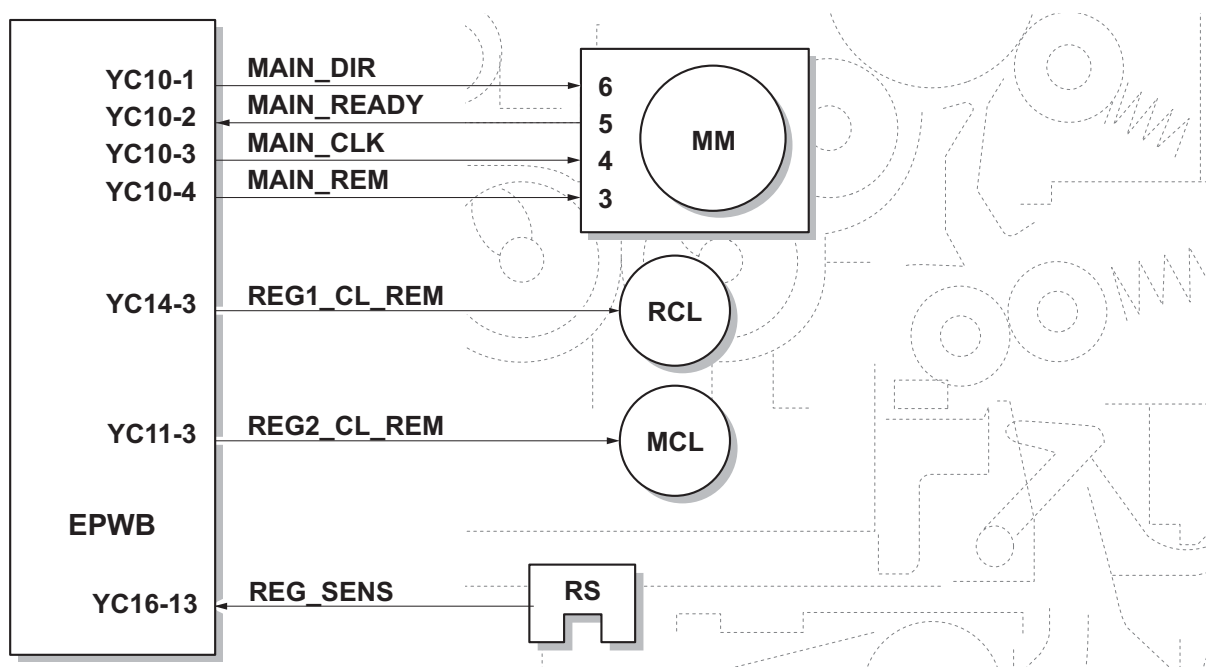 YC10-1 MAIN_DIR 6
YC10-2 MAIN_READY 5
YC10-3 MAIN_CLK 4
YC10-4 MAIN_REM 3
MM
YC14-3 REG1_CL_REM RCL
YC11-3 REG2_CL_REM MCL
EPWB
YC16-13 REG_SENS RS